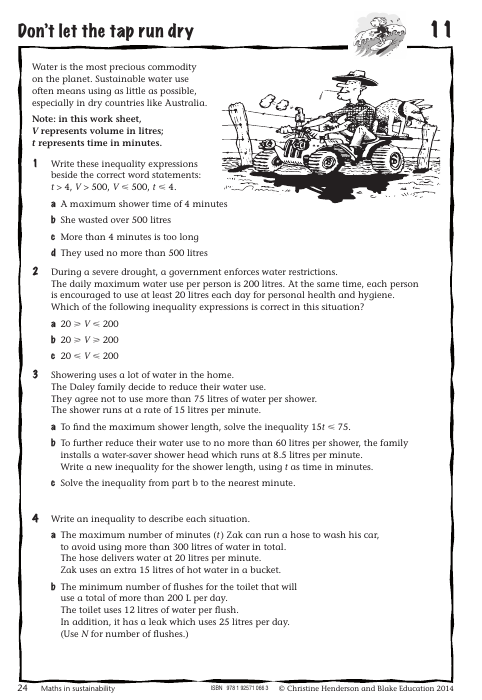 Don't let the tap run dry
11
Water is the most precious commodity
on the planet. Sustainable water use
often means using as little as possible,
especially in dry countries like Australia.
Note: in this work sheet,
V represents volume in litres;
t represents time in minutes.
1 Write these inequality expressions
beside the correct word statements:
t > 4, V > 500, V ⩽ 500, t ⩽ 4.
a A maximum shower time of 4 minutes
b She wasted over 500 litres
c More than 4 minutes is too long
d They used no more than 500 litres
2 During a severe drought, a government enforces water restrictions.
The daily maximum water use per person is 200 litres. At the same time, each person
is encouraged to use at least 20 litres each day for personal health and hygiene.
Which of the following inequality expressions is correct in this situation?
a 20 ⩾ V ⩽ 200
b 20 ⩾ V ⩾ 200
c 20 ⩽ V ⩽ 200
3 Showering uses a lot of water in the home.
The Daley family decide to reduce their water use.
They agree not to use more than 75 litres of water per shower.
The shower runs at a rate of 15 litres per minute.
a To find the maximum shower length, solve the inequality 15t ⩽ 75.
b To further reduce their water use to no more than 60 litres per shower, the family
installs a water-saver shower head which runs at 8.5 litres per minute.
Write a new inequality for the shower length, using t as time in minutes.
c Solve the inequality from part b to the nearest minute.
4 Write an inequality to describe each situation.
a The maximum number of minutes (t) Zak can run a hose to wash his car,
to avoid using more than 300 litres of water in total.
The hose delivers water at 20 litres per minute.
Zak uses an extra 15 litres of hot water in a bucket.
b The minimum number of flushes for the toilet that will
use a total of more than 200 L per day.
The toilet uses 12 litres of water per flush.
In addition, it has a leak which uses 25 litres per day.
(Use N for number of flushes.)
24 Maths in sustainability ISBN 978 1 92571 066 3 © Christine Henderson and Blake Education 2014